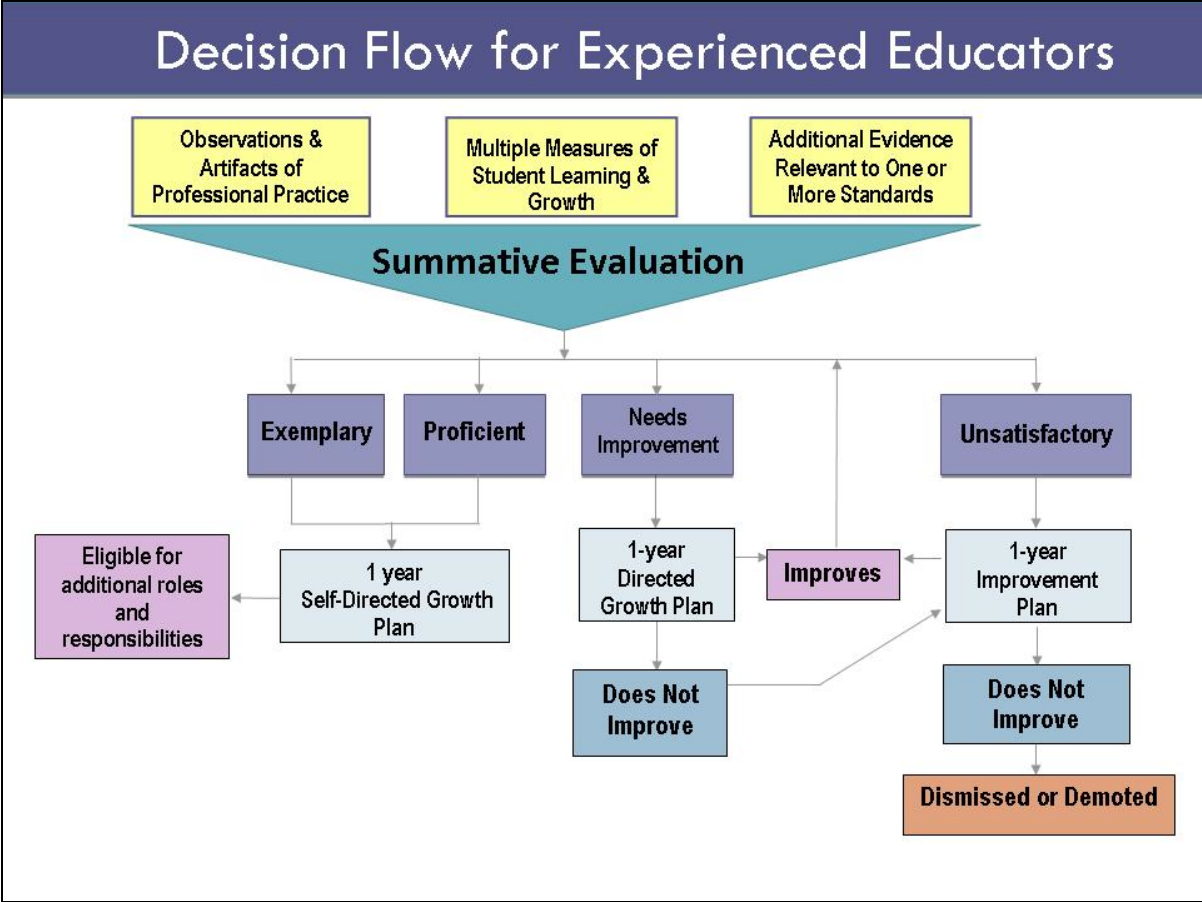 Decision Flow for Experienced Educators
Observations &
Artifacts of
Professional Practice
Multiple Measures of
Student Learning &
Growth
Additional Evidence
Relevant to One or
More Standards
Summative Evaluation
Exemplary
Proficient
Needs
Improvement
Unsatisfactory
Eligible for
additional roles
and
responsibilities
1 year
Self-Directed Growth
Plan
1-year
Directed
Growth Plan
Improves
1-year
Improvement
Plan
Does Not
Improve
Does Not
Improve
Dismissed or Demoted